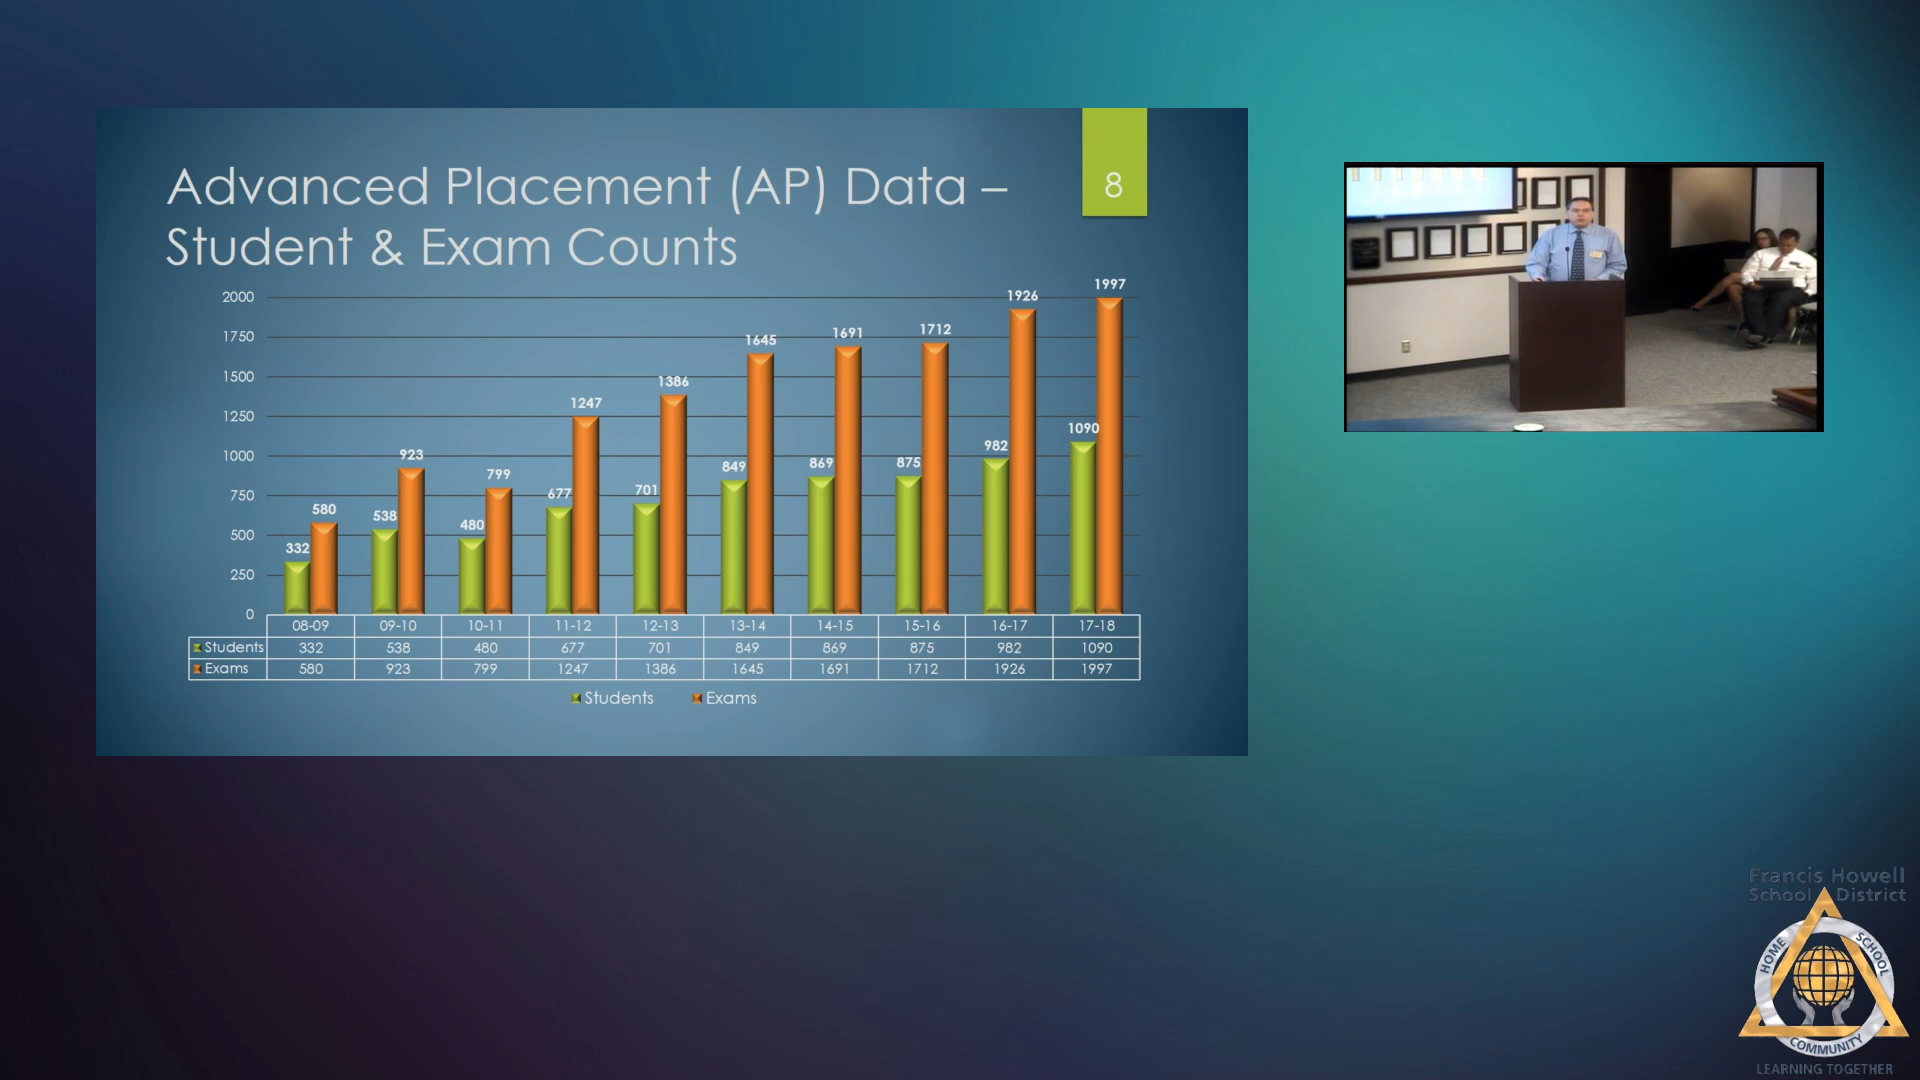 Advanced Placement (AP) Data –
Student & Exam Counts
8
2000
1750
1500
1250
1000
750
500
250
0
332
580
538
923
480
799
677
1247
701
1386
849
1645
869
1691
875
1712
982
1926
1090
1997
08-09 09-10 10-11 11-12 12-13 13-14 14-15 15-16 16-17 17-18
Students 332 538 480 677 701 849 869 875 982 1090
Exams 580 923 799 1247 1386 1645 1691 1712 1926 1997
Students Exams
Francis Howell
School District
HOME
SCHOOL
COMMUNITY
LEARNING TOGETHER